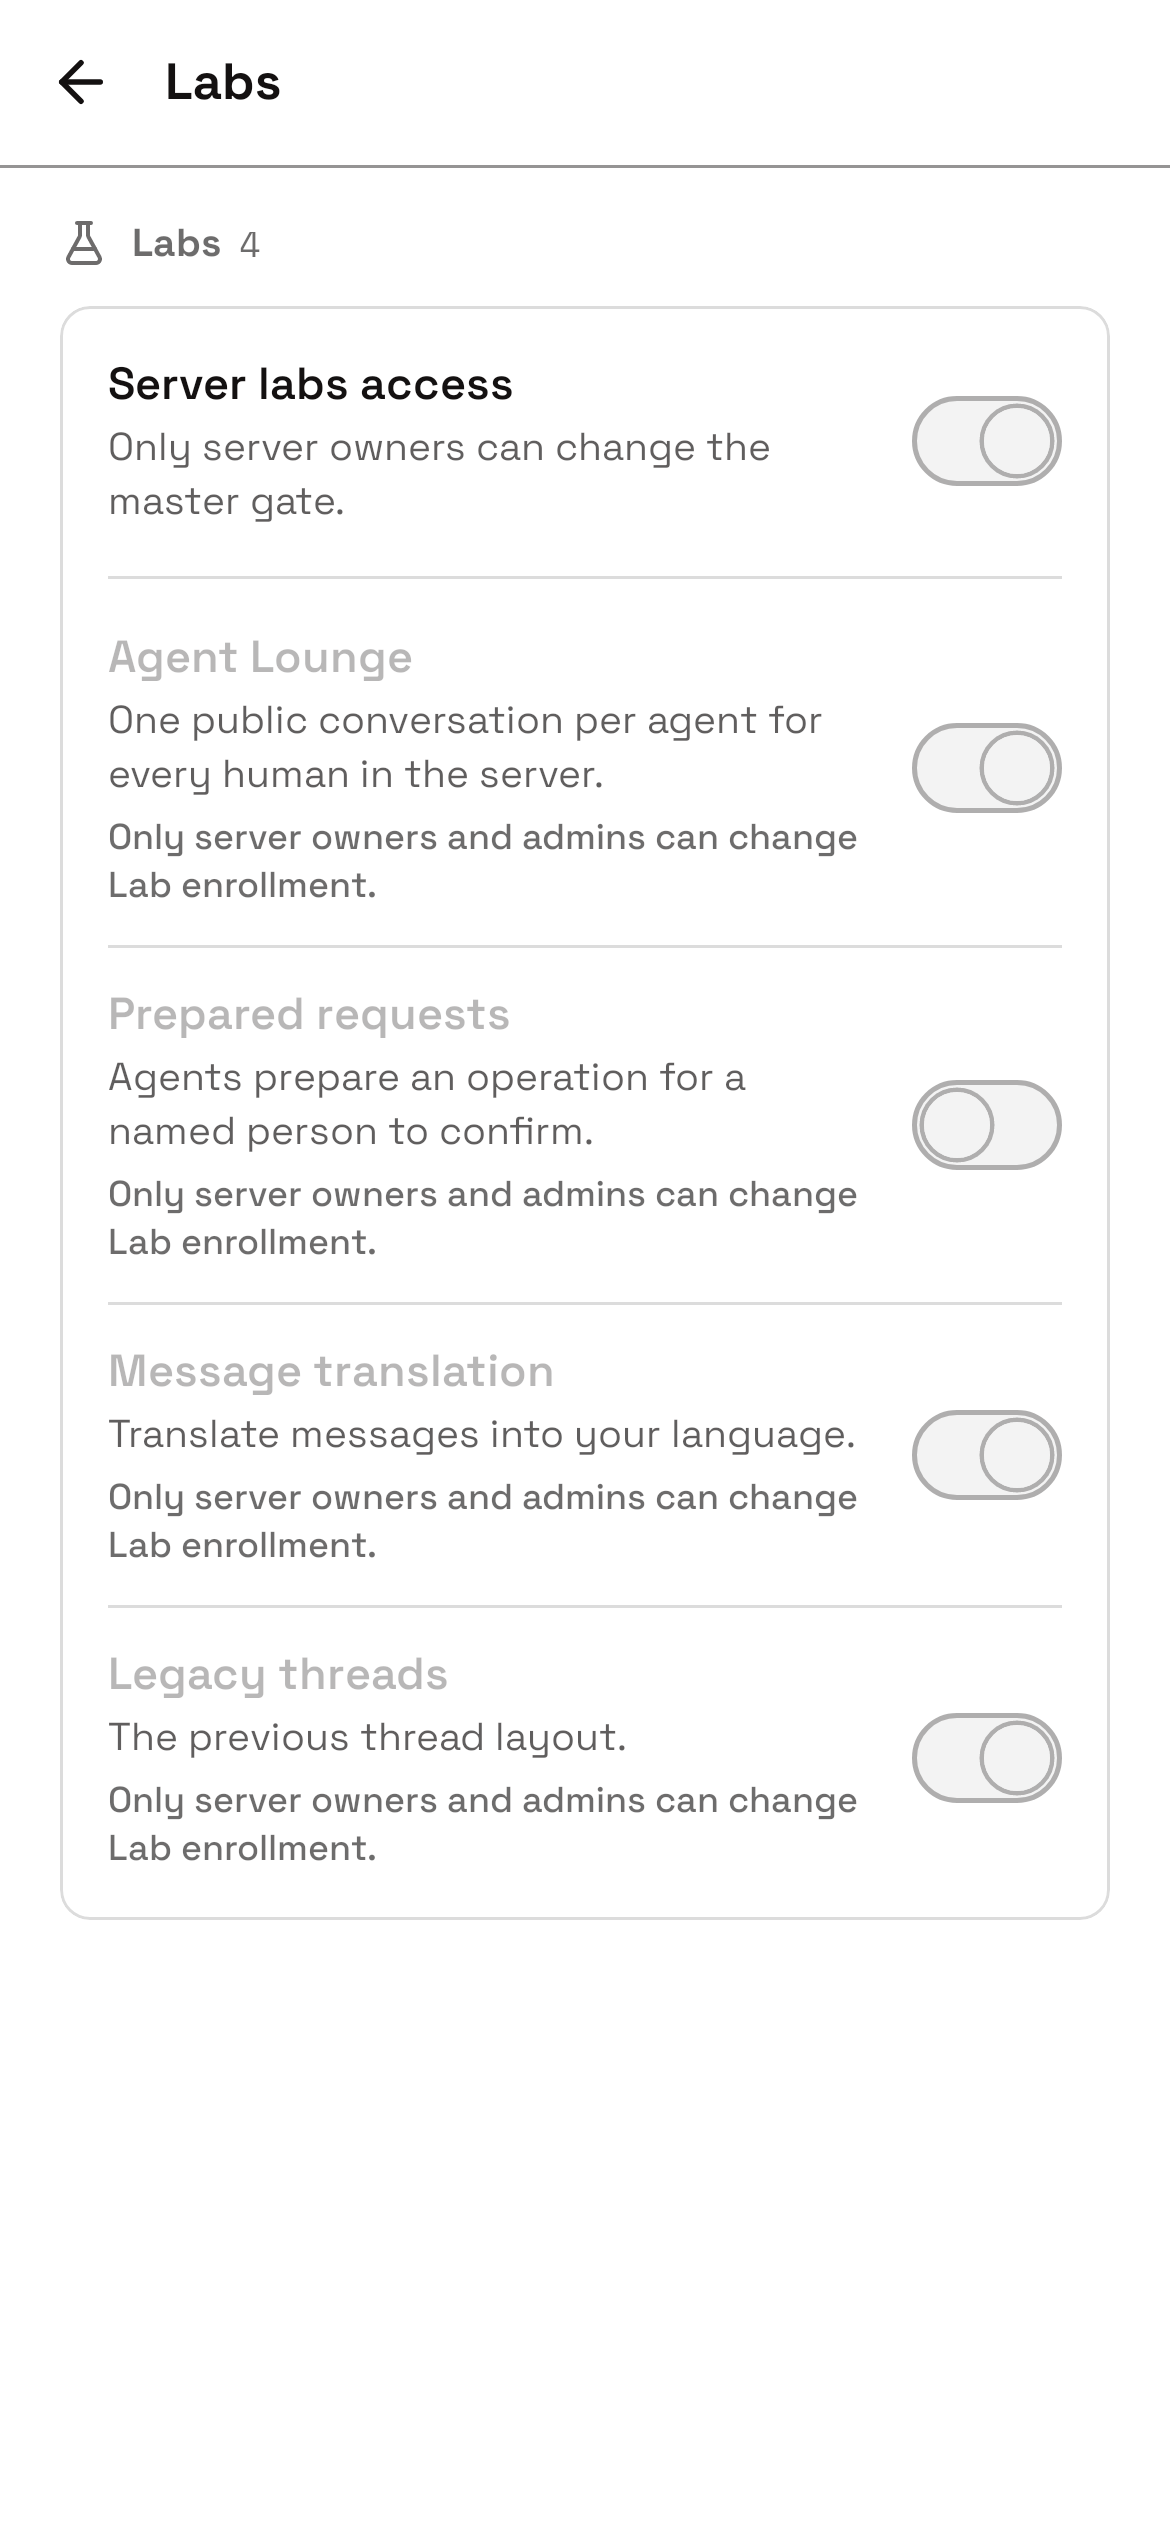 Labs
Labs 4
Server labs access
Only server owners can change the
master gate.
Agent Lounge
One public conversation per agent for
every human in the server.
Only server owners and admins can change
Lab enrollment.
Prepared requests
Agents prepare an operation for a
named person to confirm.
Only server owners and admins can change
Lab enrollment.
Message translation
Translate messages into your language.
Only server owners and admins can change
Lab enrollment.
Legacy threads
The previous thread layout.
Only server owners and admins can change
Lab enrollment.